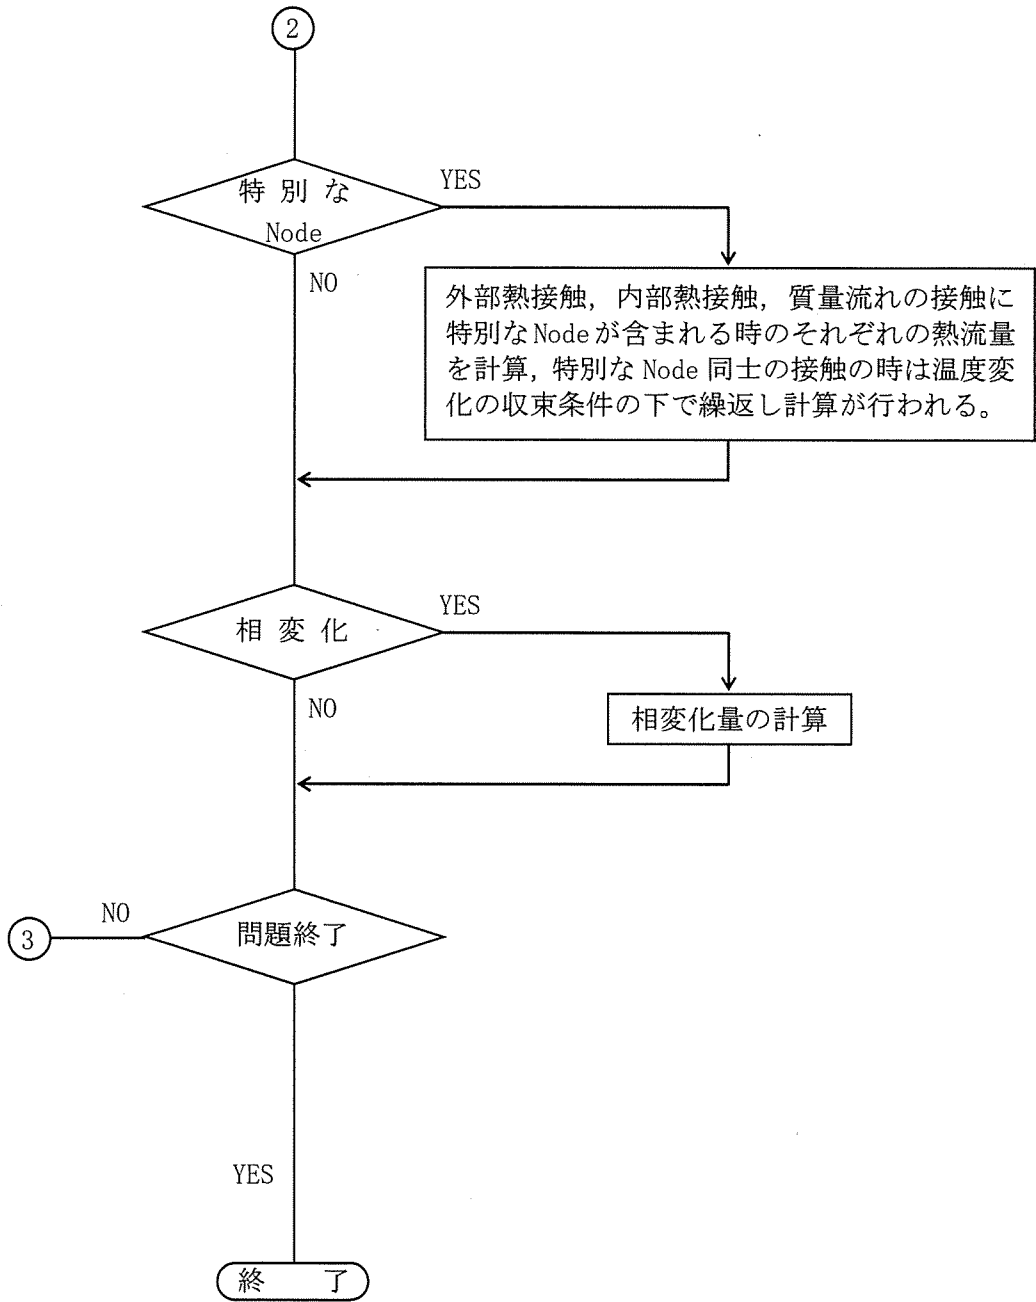 ②
特別な
Node
YES
NO
外部熱接触，内部熱接触，質量流れの接触に
特別なNodeが含まれる時のそれぞれの熱流量
を計算，特別な Node 同士の接触の時は温度変
化の収束条件の下で繰返し計算が行われる。
相変化
YES
NO
相変化量の計算
問題終了
NO
③
YES
終 了